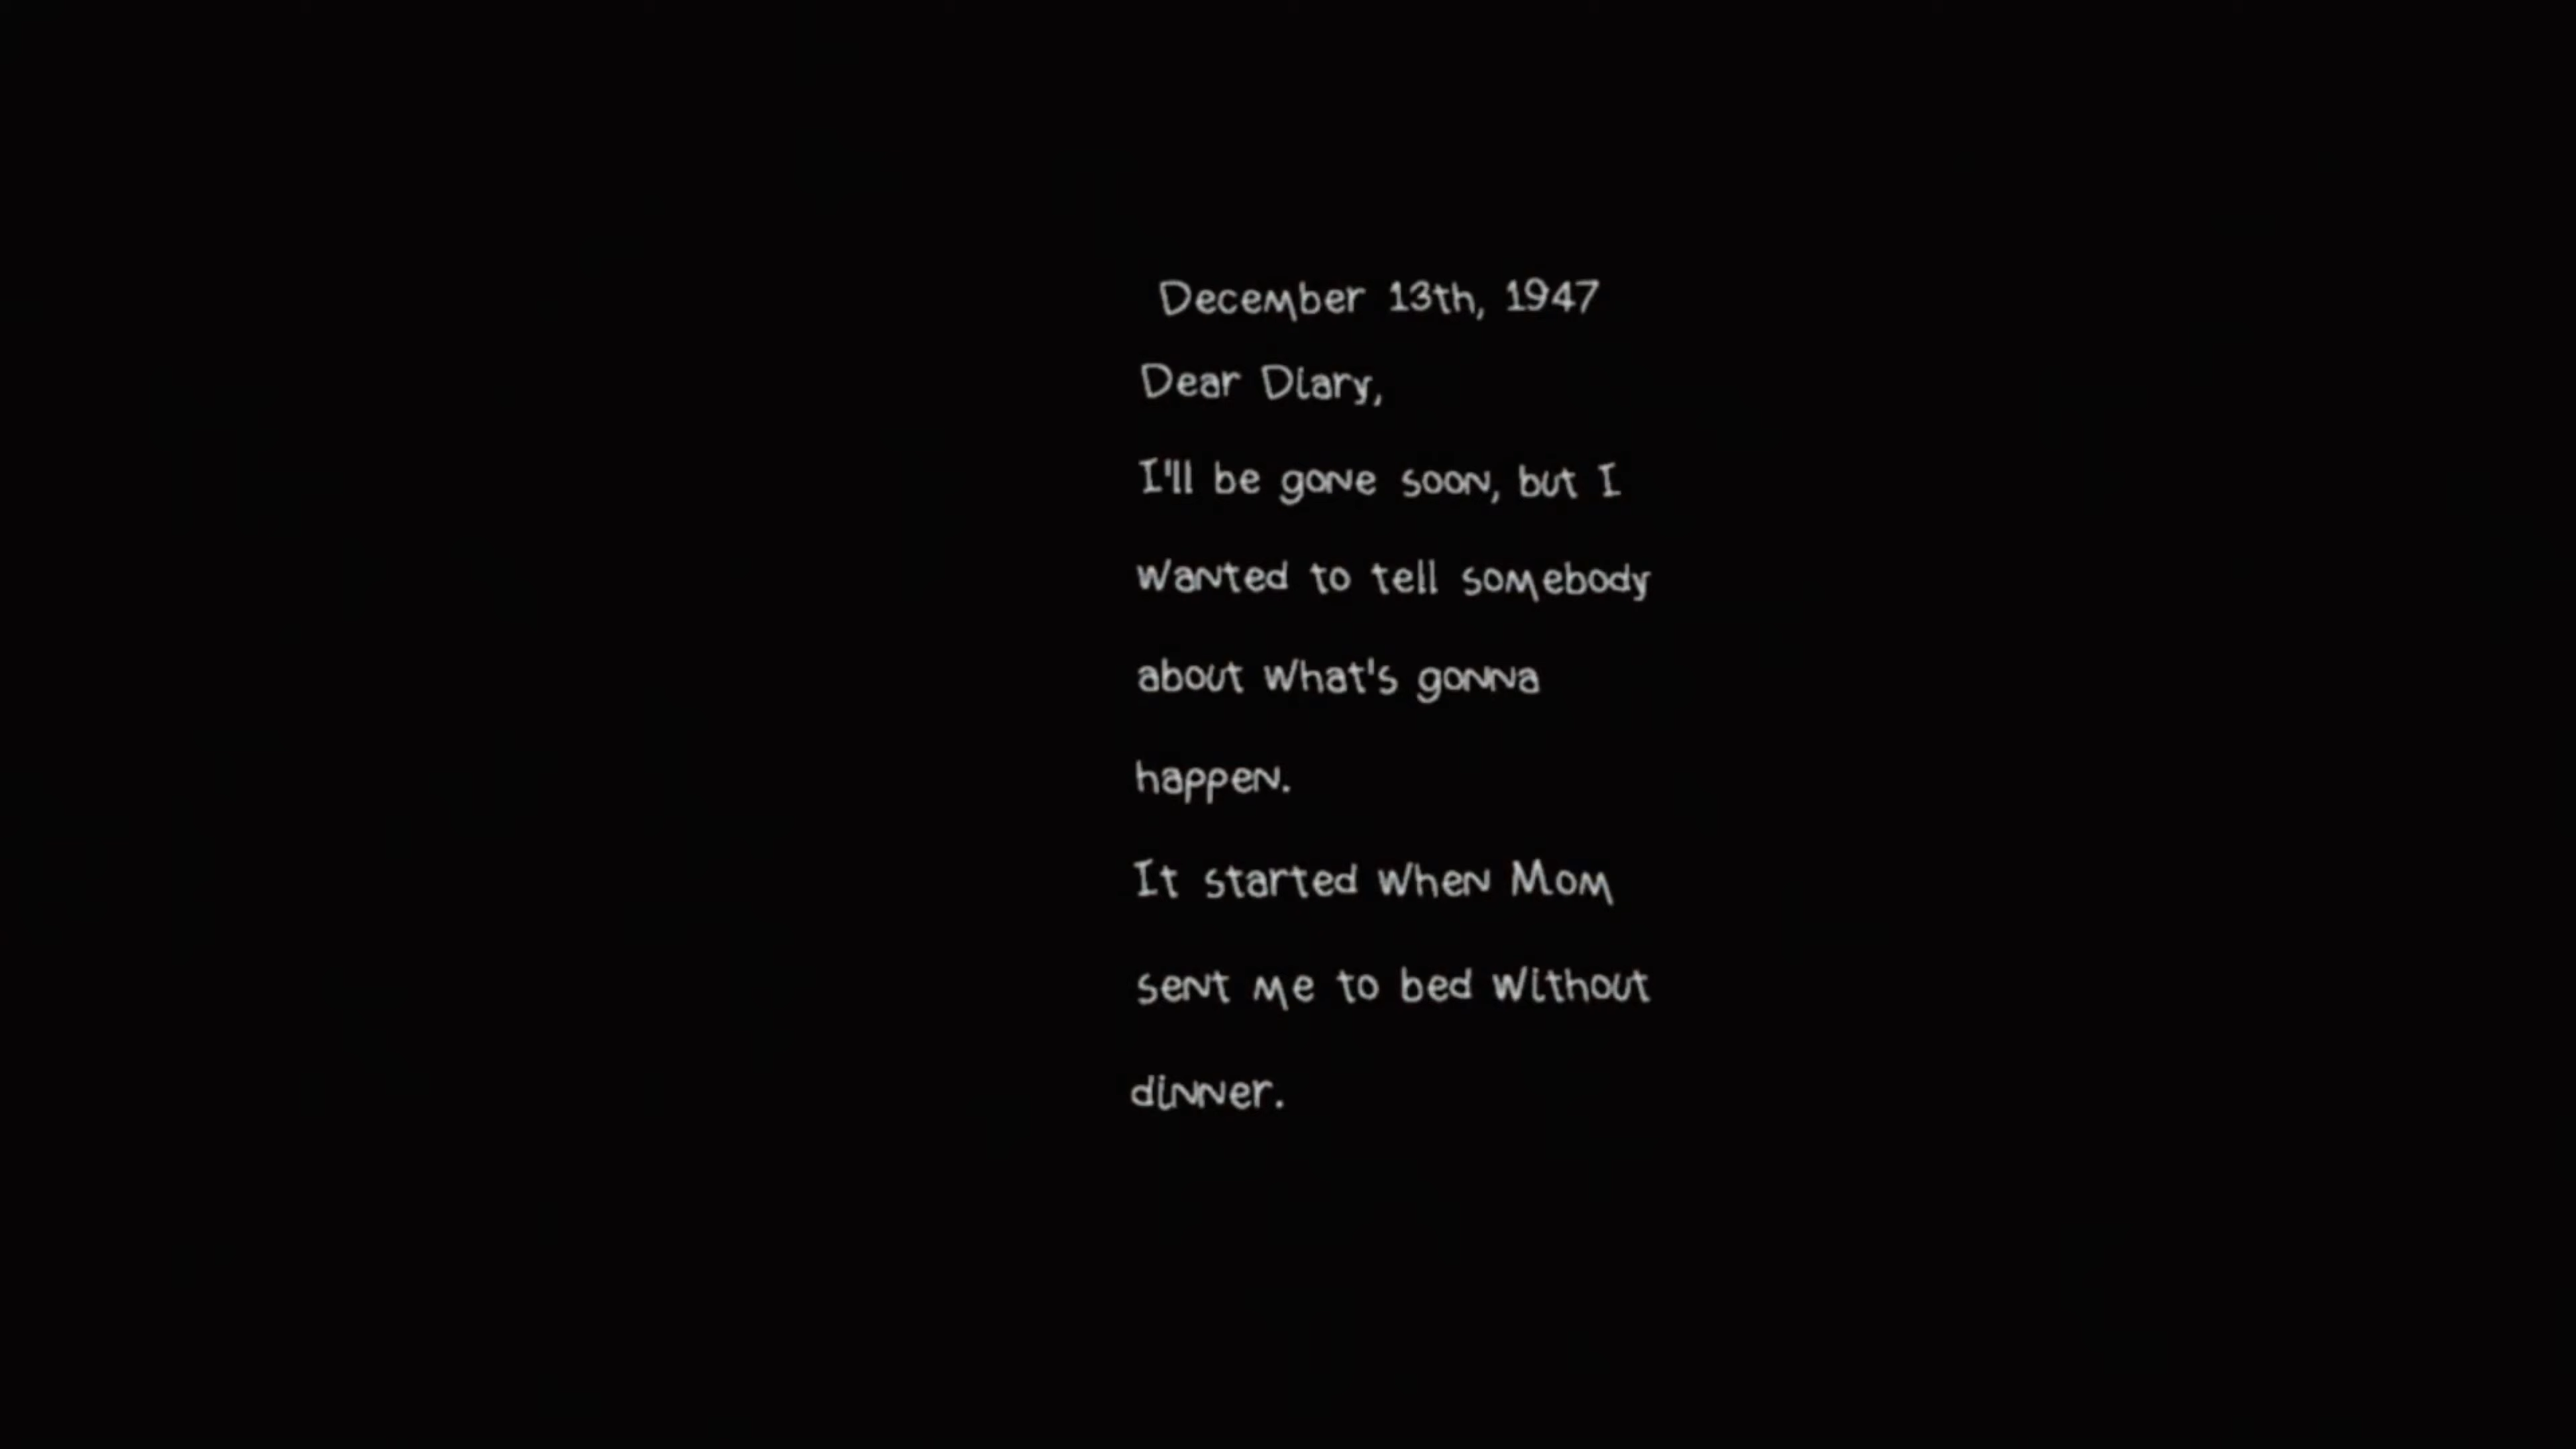 December 13th, 1947
Dear Diary,
I'll be gone soon, but I
wanted to tell somebody
about what's gonna
happen.
It started when Mom
sent me to bed without
dinner.